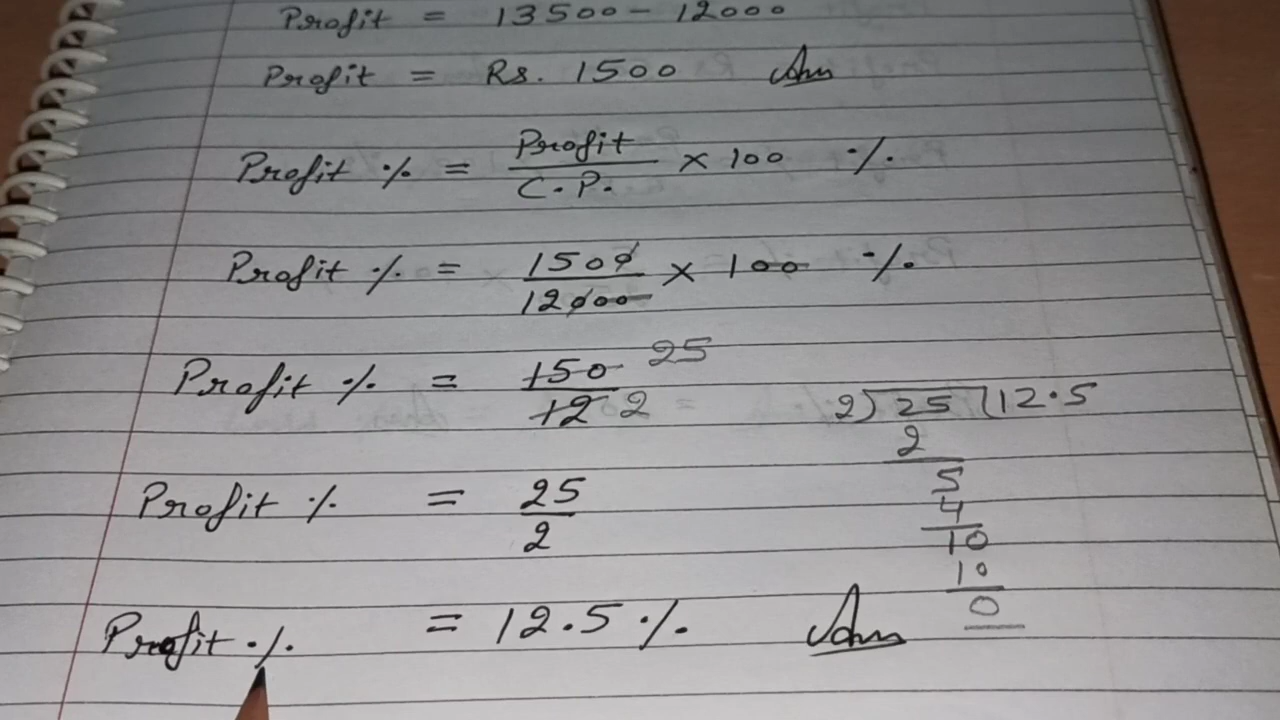 Profit = 13500 - 12000
Profit = Rs. 1500 Ans
Profit % = Profit / C.P. × 100 %
Profit % = 1500 / 12000 × 100 %
Profit % = 150 25 / 12 2
2) 25 (12.5
2
5
4
10
10
0
Profit % = 25 / 2
Profit % = 12.5 % Ans